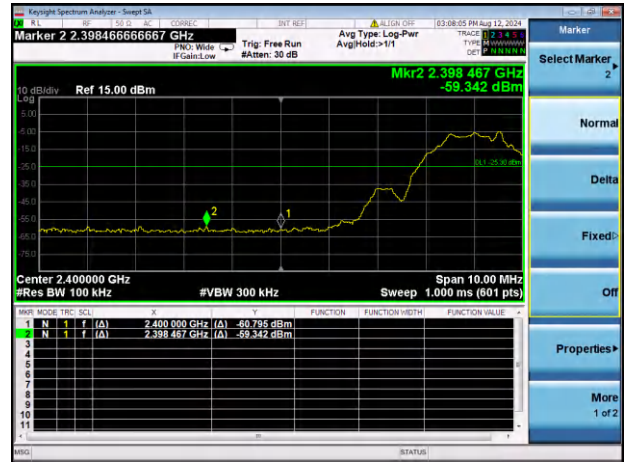 Keysight Spectrum Analyzer - Swept SA
RL RF 50 Ω AC CORREC INT REF ALIGN OFF 03:08:05 PM Aug 12, 2024
Marker 2 2.398466666667 GHz
PNO: Wide
IFGain:Low
Trig: Free Run
#Atten: 30 dB
Avg Type: Log-Pwr
Avg|Hold:>1/1
TRACE 1 2 3 4 5 6
TYPE M W W W W W
DET P N N N N N
Mkr2 2.398 467 GHz
-59.342 dBm
10 dB/div Ref 15.00 dBm
Log
5.00
-5.00
-15.0
-25.0
-35.0
-45.0
-55.0
-65.0
-75.0
DL1 -25.30 dBm
2
1
Center 2.400000 GHz Span 10.00 MHz
#Res BW 100 kHz #VBW 300 kHz Sweep 1.000 ms (601 pts)
MKR MODE TRC SCL X Y FUNCTION FUNCTION WIDTH FUNCTION VALUE
1 N 1 f (Δ) 2.400 000 GHz (Δ) -60.795 dBm
2 N 1 f (Δ) 2.398 467 GHz (Δ) -59.342 dBm
3
4
5
6
7
8
9
10
11
MSG STATUS
Marker
Select Marker
2
Normal
Delta
Fixed
Off
Properties
More
1 of 2